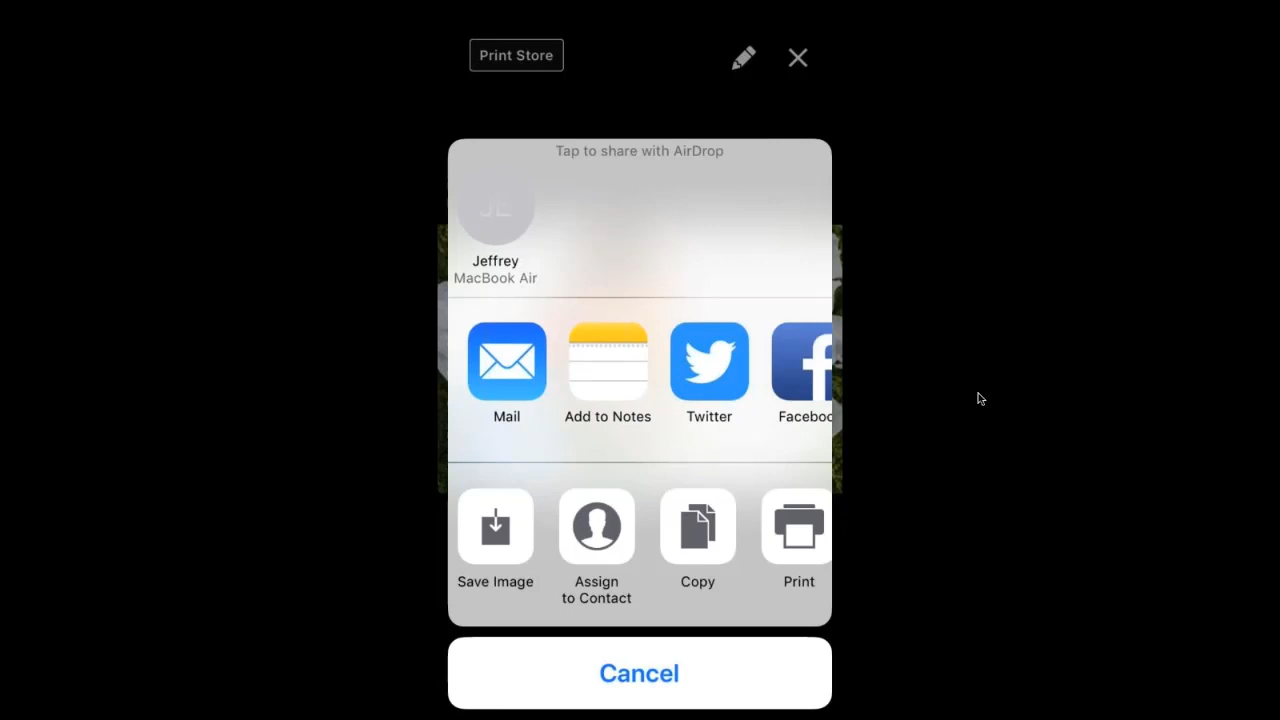 Print Store
Tap to share with AirDrop
JE
Jeffrey
MacBook Air
Mail
Add to Notes
Twitter
Faceboo
Save Image
Assign
to Contact
Copy
Print
Cancel